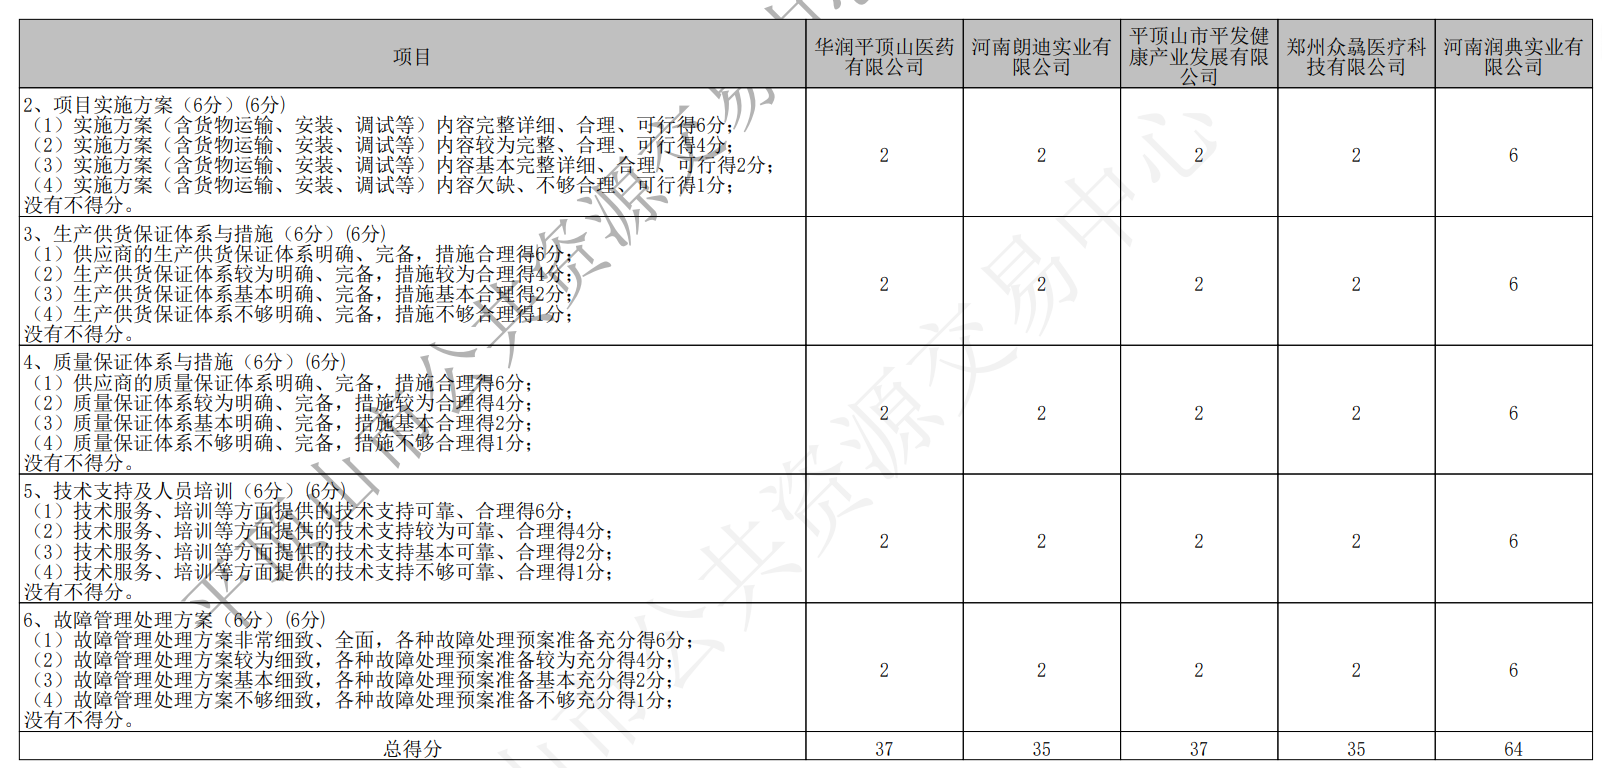 项目
华润平顶山医药
有限公司
河南朗迪实业有
限公司
平顶山市平发健
康产业发展有限
公司
郑州众骉医疗科
技有限公司
河南润典实业有
限公司
2、项目实施方案（6分）(6分)
（1）实施方案（含货物运输、安装、调试等）内容完整详细、合理、可行得6分；
（2）实施方案（含货物运输、安装、调试等）内容较为完整、合理、可行得4分；
（3）实施方案（含货物运输、安装、调试等）内容基本完整详细、合理、可行得2分；
（4）实施方案（含货物运输、安装、调试等）内容欠缺、不够合理、可行得1分；
没有不得分。
2 2 2 2 6
3、生产供货保证体系与措施（6分）(6分)
（1）供应商的生产供货保证体系明确、完备，措施合理得6分；
（2）生产供货保证体系较为明确、完备，措施较为合理得4分；
（3）生产供货保证体系基本明确、完备，措施基本合理得2分；
（4）生产供货保证体系不够明确、完备，措施不够合理得1分；
没有不得分。
2 2 2 2 6
4、质量保证体系与措施（6分）(6分)
（1）供应商的质量保证体系明确、完备，措施合理得6分；
（2）质量保证体系较为明确、完备，措施较为合理得4分；
（3）质量保证体系基本明确、完备，措施基本合理得2分；
（4）质量保证体系不够明确、完备，措施不够合理得1分；
没有不得分。
2 2 2 2 6
5、技术支持及人员培训（6分）(6分)
（1）技术服务、培训等方面提供的技术支持可靠、合理得6分；
（2）技术服务、培训等方面提供的技术支持较为可靠、合理得4分；
（3）技术服务、培训等方面提供的技术支持基本可靠、合理得2分；
（4）技术服务、培训等方面提供的技术支持不够可靠、合理得1分；
没有不得分。
2 2 2 2 6
6、故障管理处理方案（6分）(6分)
（1）故障管理处理方案非常细致、全面，各种故障处理预案准备充分得6分；
（2）故障管理处理方案较为细致，各种故障处理预案准备较为充分得4分；
（3）故障管理处理方案基本细致，各种故障处理预案准备基本充分得2分；
（4）故障管理处理方案不够细致，各种故障处理预案准备不够充分得1分；
没有不得分。
2 2 2 2 6
总得分 37 35 37 35 64
平顶山市公共资源交易中心
山市公共资源交易中心